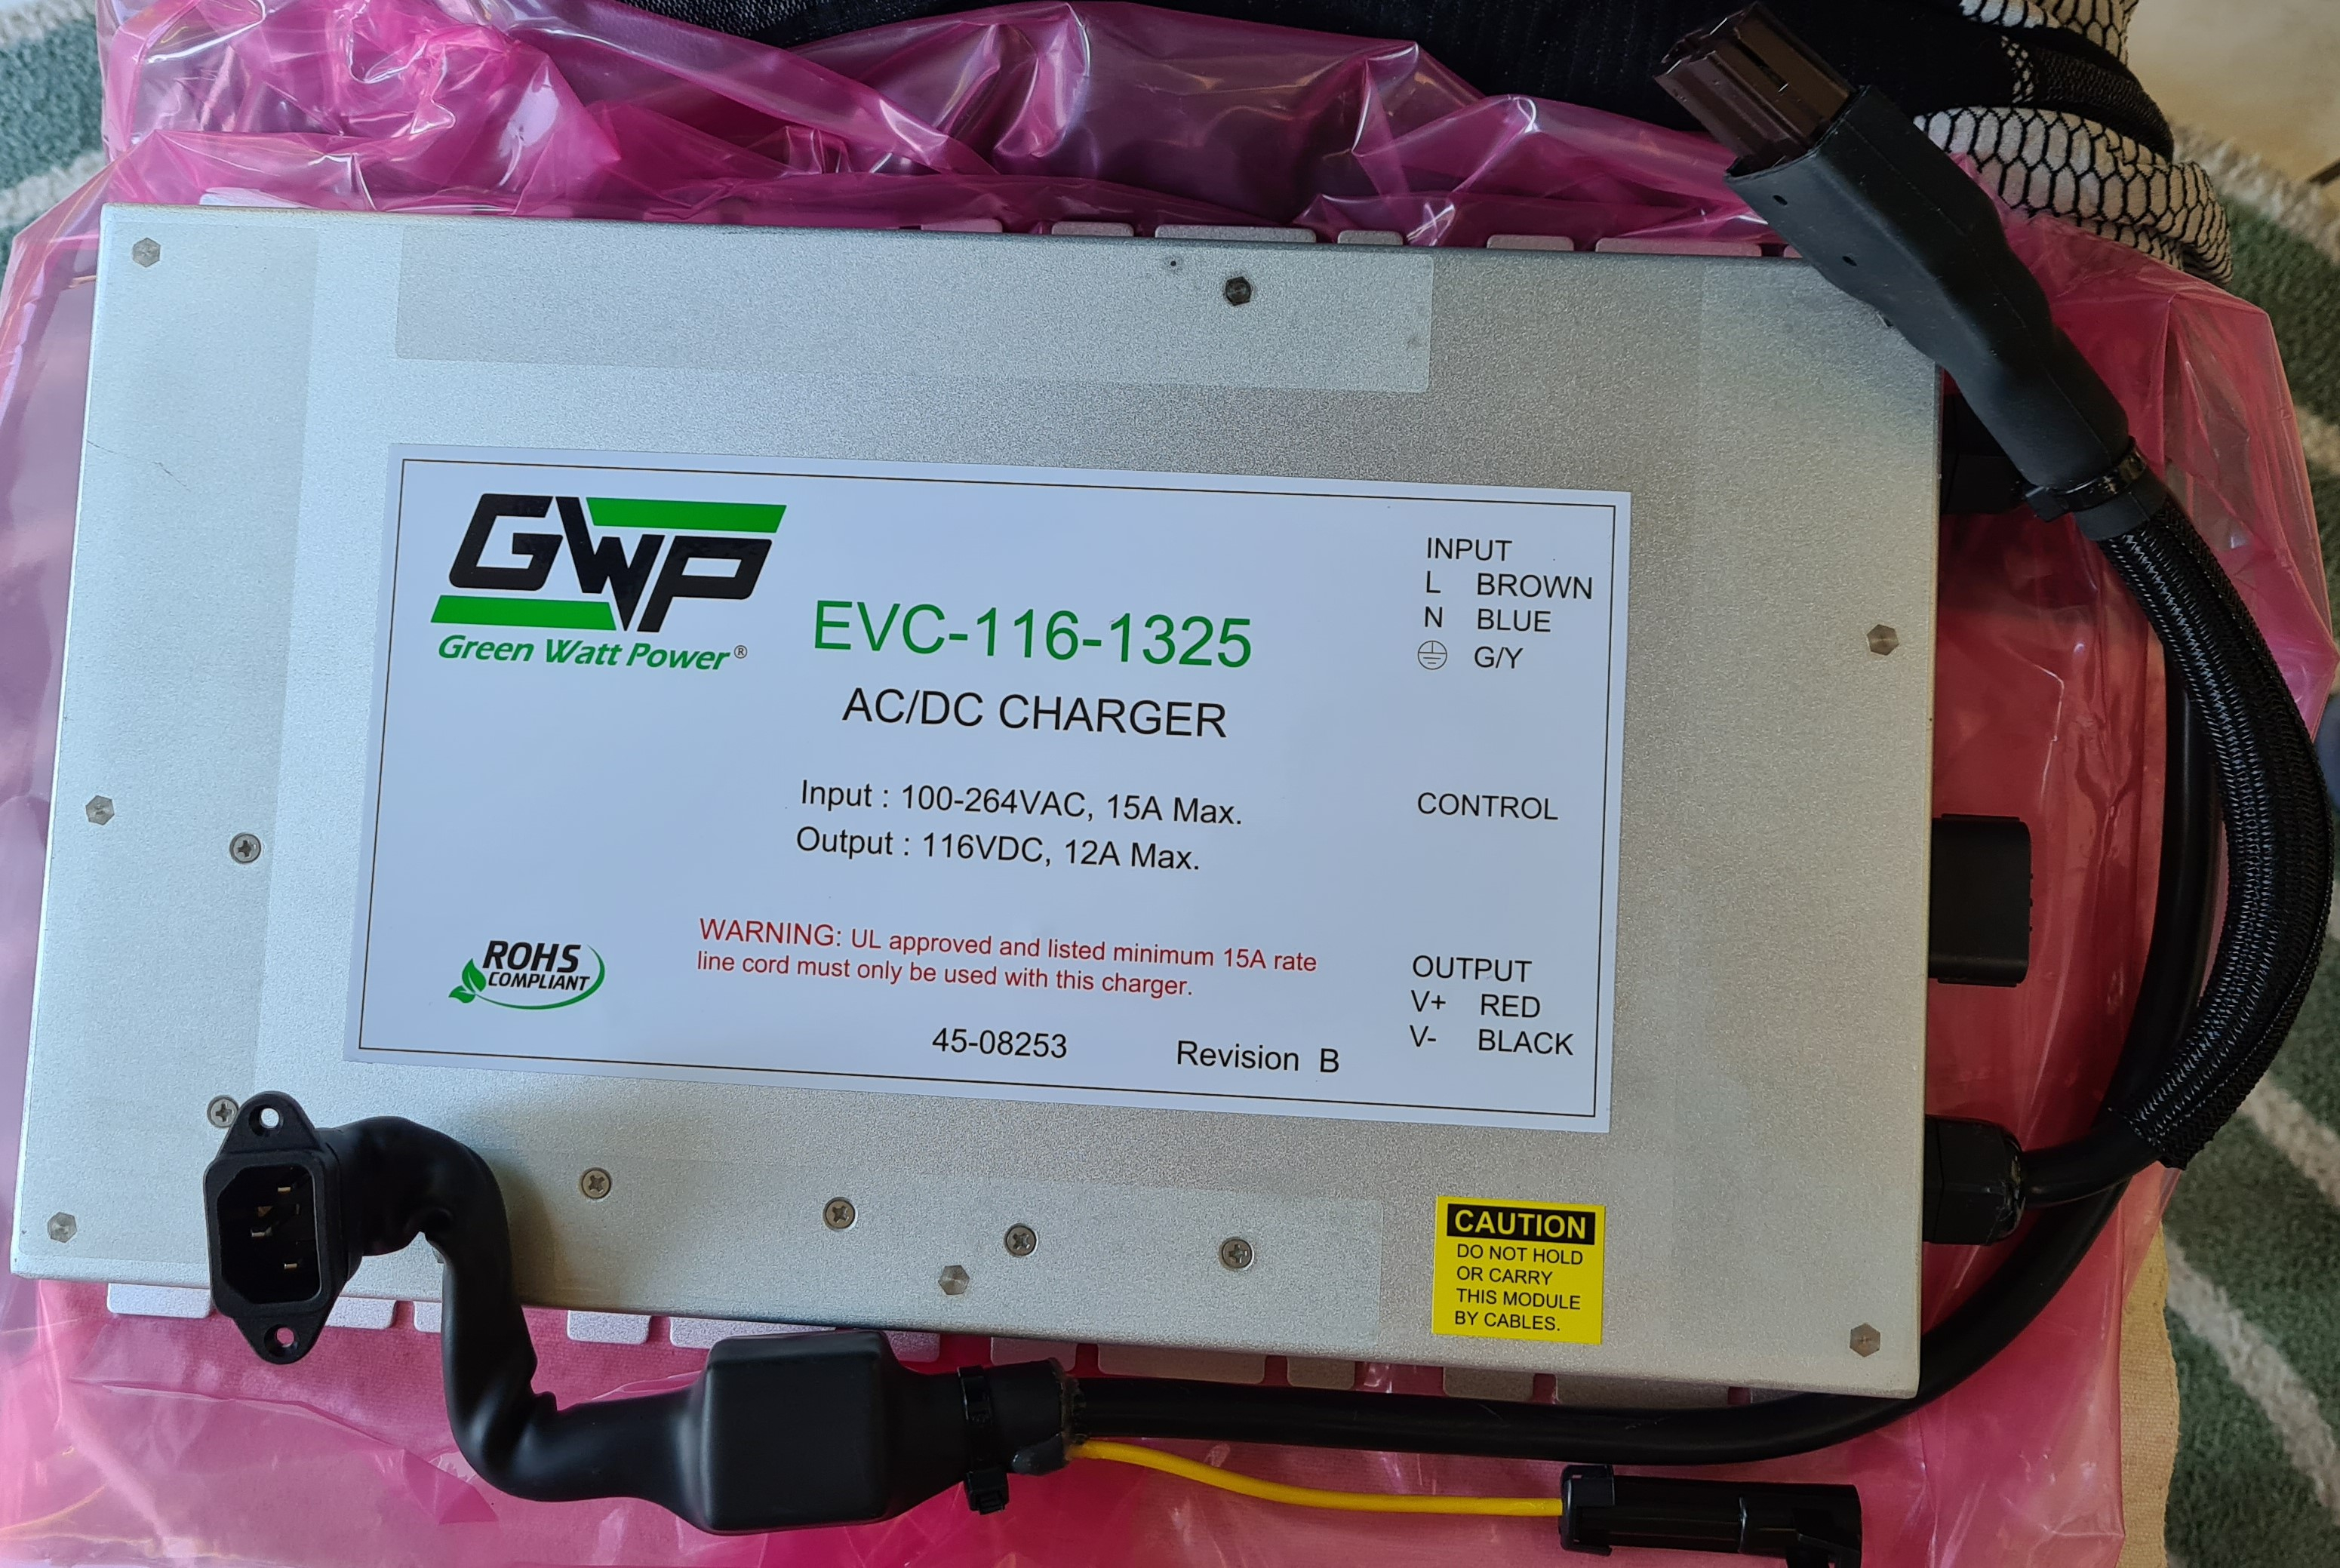 GWP
Green Watt Power®
EVC-116-1325
AC/DC CHARGER
Input : 100-264VAC, 15A Max.
Output : 116VDC, 12A Max.
WARNING: UL approved and listed minimum 15A rate
line cord must only be used with this charger.
ROHS
COMPLIANT
45-08253 Revision B
INPUT
L BROWN
N BLUE
G/Y
CONTROL
OUTPUT
V+ RED
V- BLACK
CAUTION
DO NOT HOLD
OR CARRY
THIS MODULE
BY CABLES.